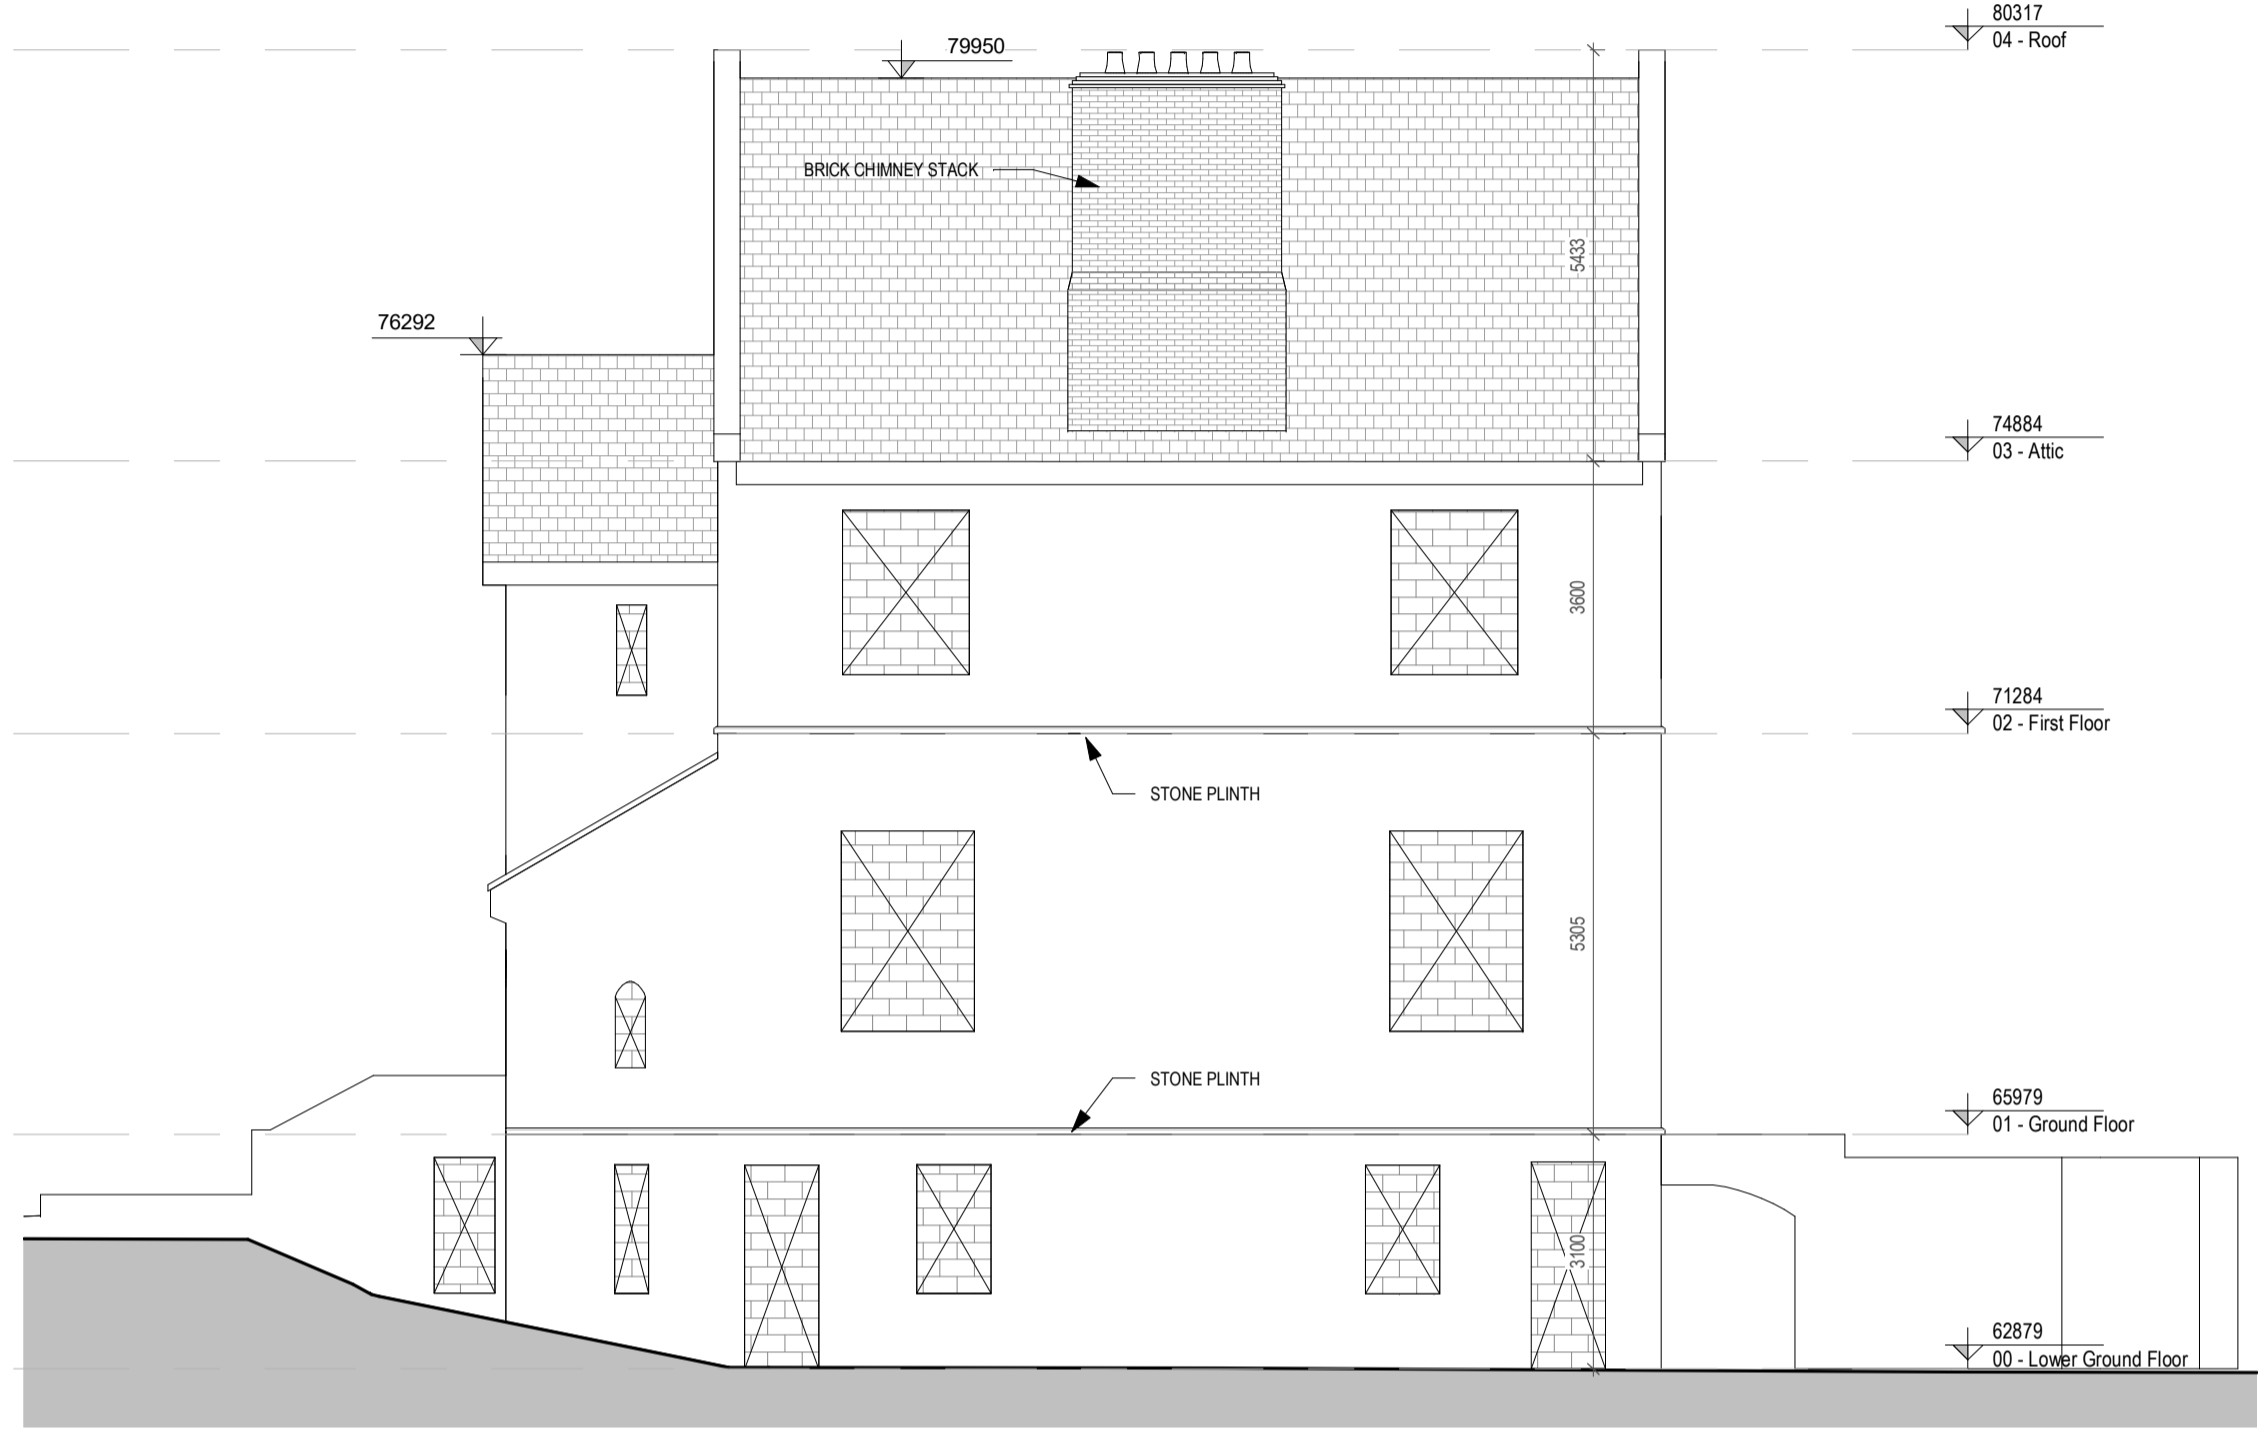 80317
04 - Roof
79950
BRICK CHIMNEY STACK
5433
76292
74884
03 - Attic
3600
71284
02 - First Floor
STONE PLINTH
5305
STONE PLINTH
65979
01 - Ground Floor
3100
62879
00 - Lower Ground Floor